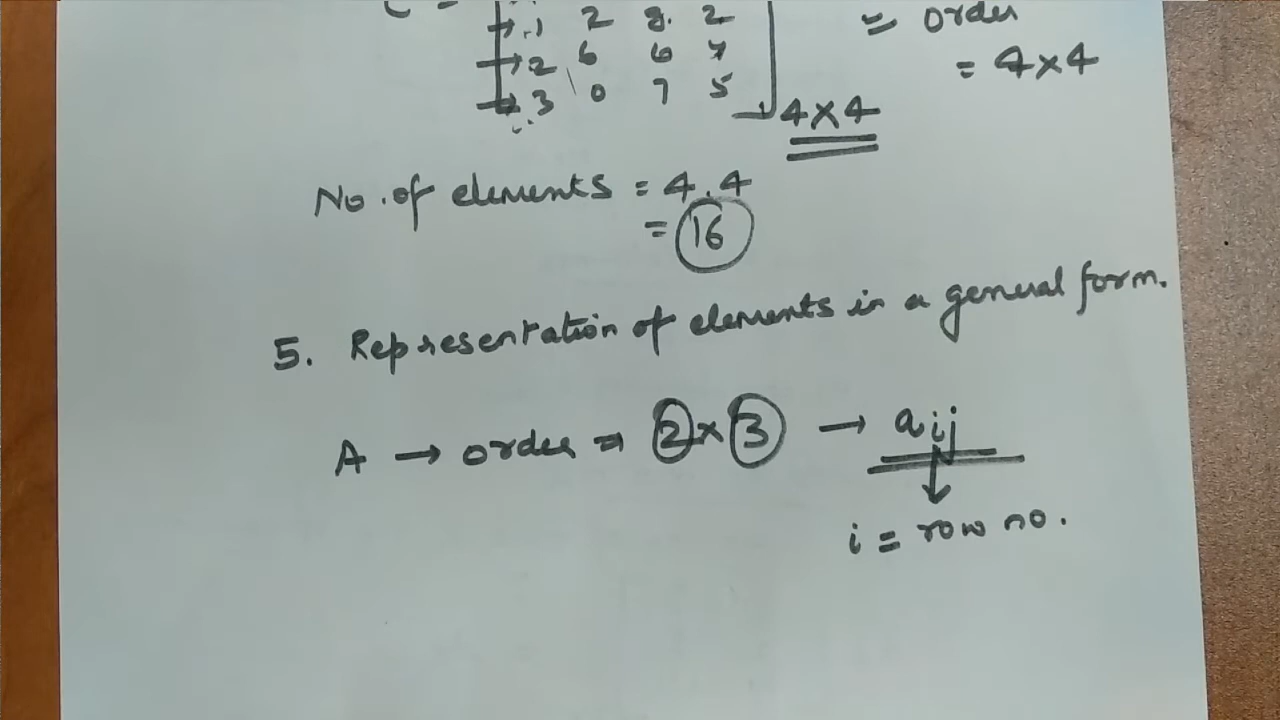 1 2 8. 2 = order
2 6 6 7 = 4×4
3 0 7 5 4×4
No. of elements = 4.4
= 16
5. Representation of elements in a general form.
A → order = 2×3 → aij
i = row no.